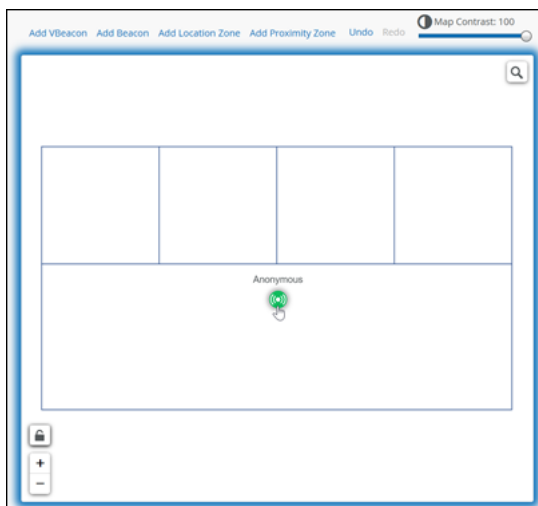 Map Contrast: 100
Add VBeacon Add Beacon Add Location Zone Add Proximity Zone Undo Redo
Anonymous
+
−